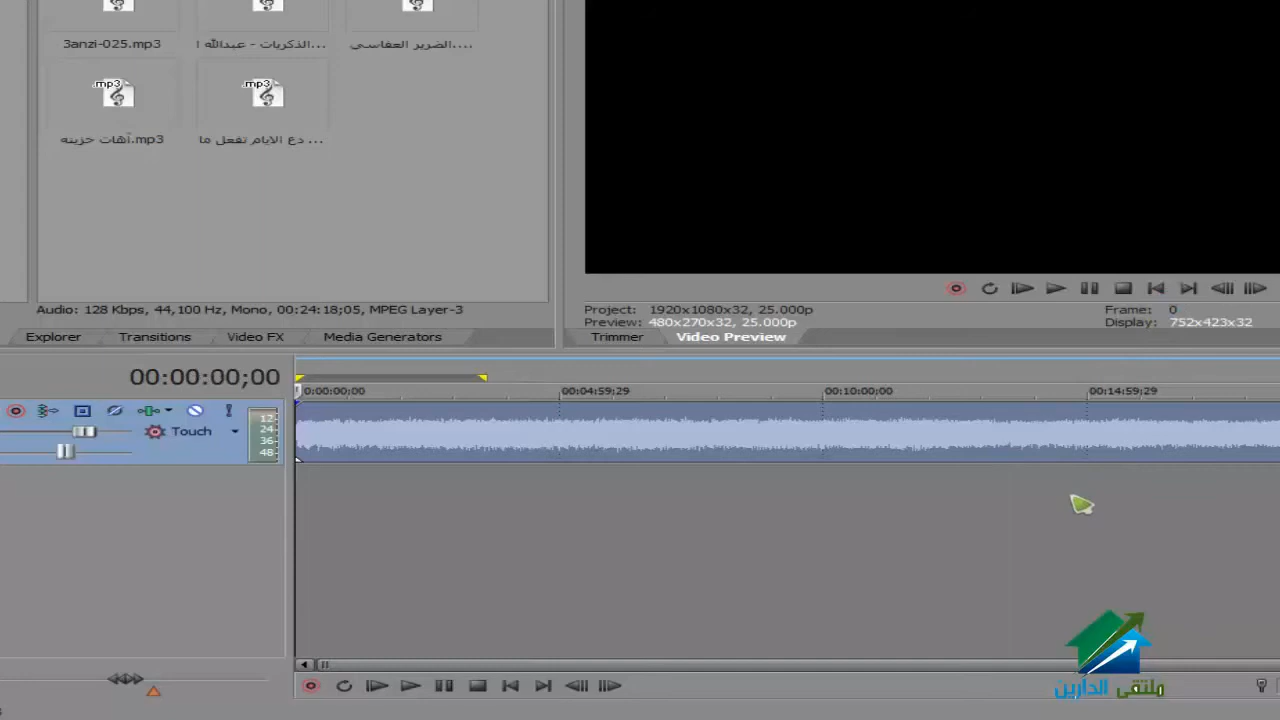 3anzi-025.mp3
...الذكريات - عبدالله ا
...الضرير العفاسي
.mp3
.mp3
آهات حزينه.mp3
دع الايام تفعل ما ...
Audio: 128 Kbps, 44,100 Hz, Mono, 00:24:18;05, MPEG Layer-3
Project: 1920x1080x32, 25.000p
Frame: 0
Preview: 480x270x32, 25.000p
Display: 752x423x32
Explorer
Transitions
Video FX
Media Generators
Trimmer
Video Preview
00:00:00;00
0:00:00;00
00:04:59;29
00:10:00;00
00:14:59;29
12
24
Touch
36
48
ملتقى الدارين